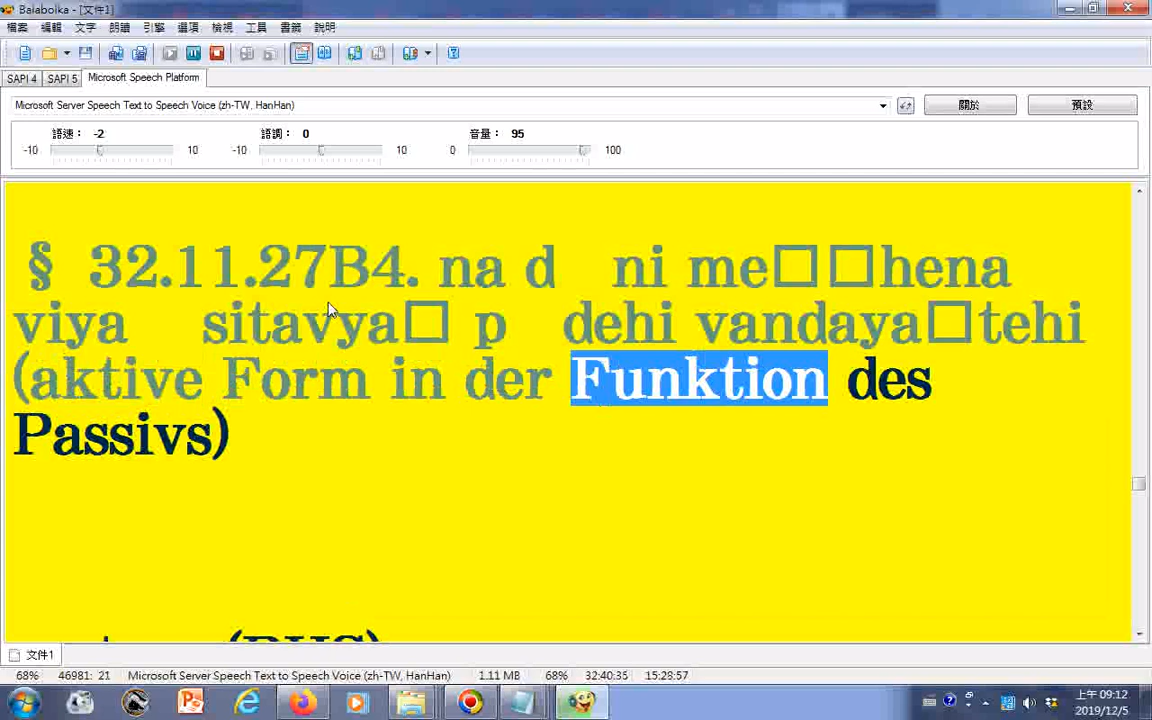 Balabolka - [文件1]
檔案 編輯 文字 朗讀 引擎 選項 檢視 工具 書籤 說明
SAPI 4 SAPI 5 Microsoft Speech Platform
Microsoft Server Speech Text to Speech Voice (zh-TW, HanHan) 關於 預設
語速： -2 語調： 0 音量： 95
-10 10 -10 10 0 100
§ 32.11.27B4. na d ni me□□hena
viya sitavya□ p dehi vandaya□tehi
(aktive Form in der Funktion des
Passivs)
(BHS)
文件1
68% 46981: 21 Microsoft Server Speech Text to Speech Voice (zh-TW, HanHan) 1.11 MB 68% 32:40:35 15:28:57
上午 09:12
2019/12/5